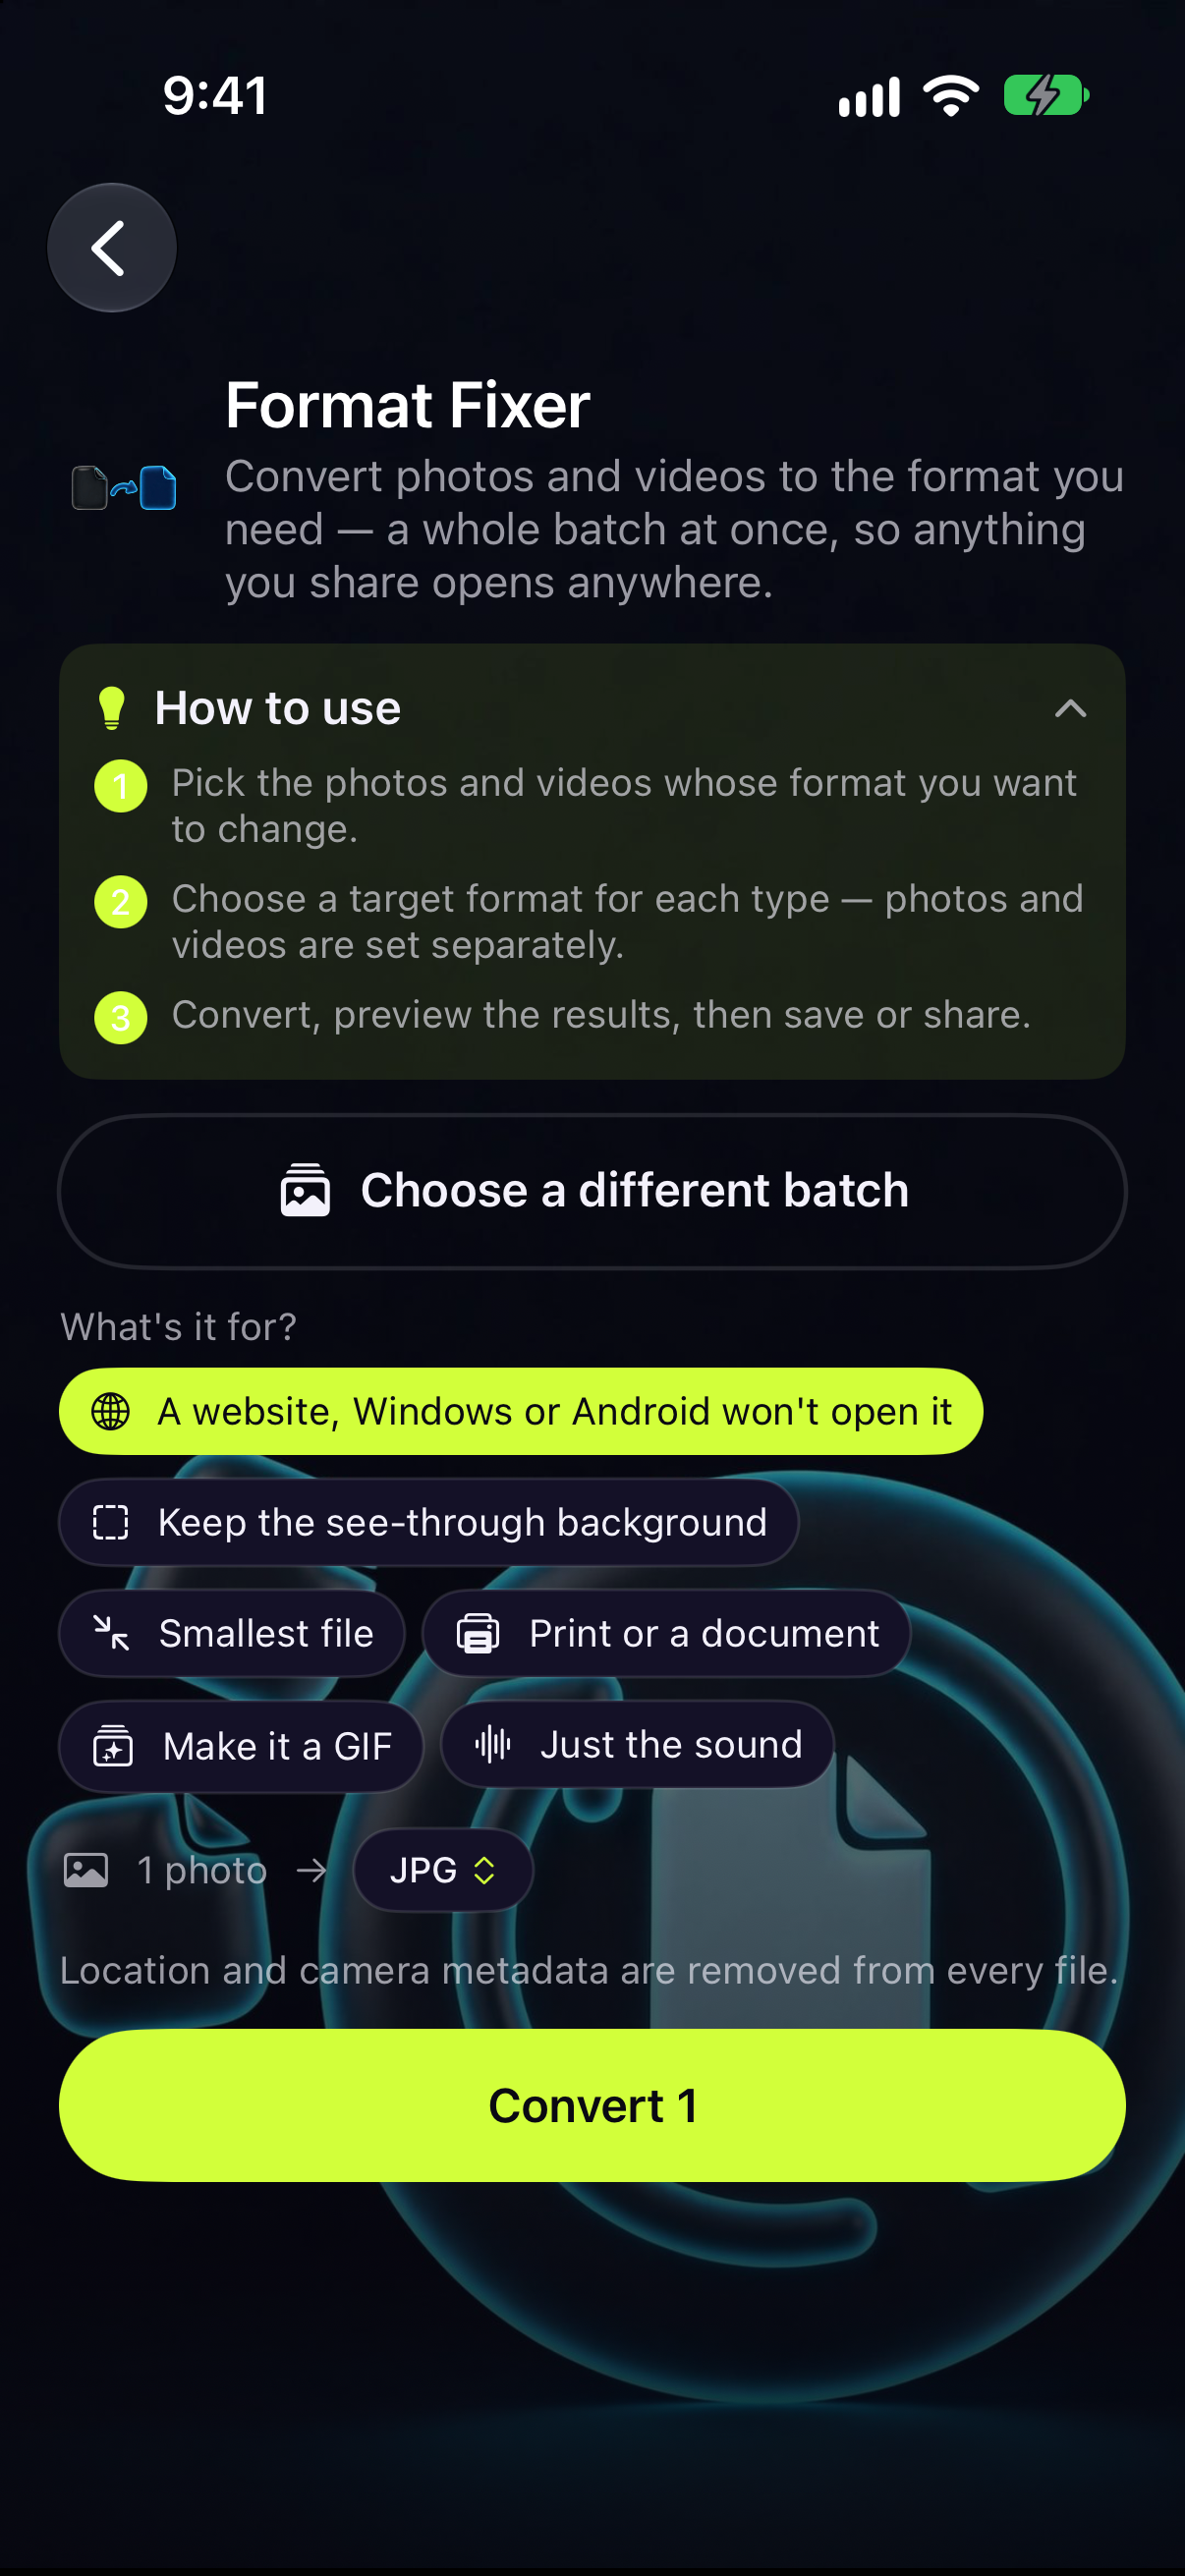 9:41
Format Fixer
Convert photos and videos to the format you
need — a whole batch at once, so anything
you share opens anywhere.
How to use
1 Pick the photos and videos whose format you want
to change.
2 Choose a target format for each type — photos and
videos are set separately.
3 Convert, preview the results, then save or share.
Choose a different batch
What's it for?
A website, Windows or Android won't open it
Keep the see-through background
Smallest file
Print or a document
Make it a GIF
Just the sound
1 photo → JPG
Location and camera metadata are removed from every file.
Convert 1